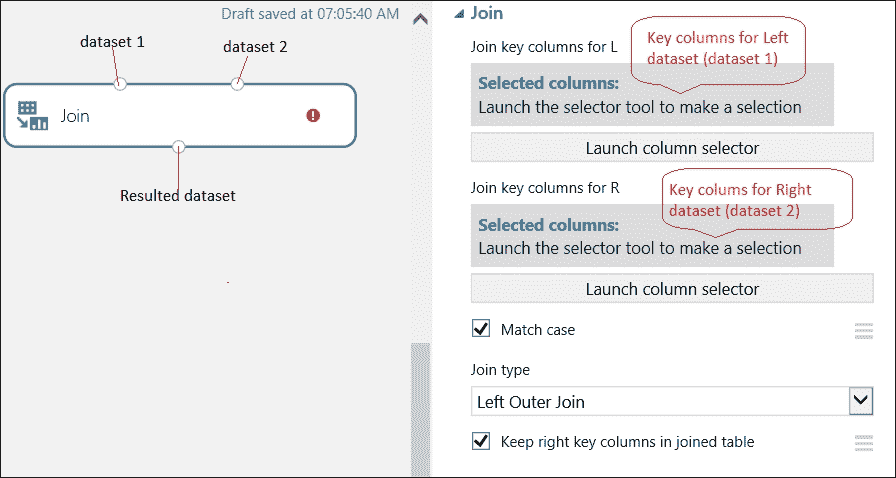 Draft saved at 07:05:40 AM
dataset 1
dataset 2
Join
Resulted dataset
Join
Join key columns for L
Key columns for Left
dataset (dataset 1)
Selected columns:
Launch the selector tool to make a selection
Launch column selector
Join key columns for R
Key colums for Right
dataset (dataset 2)
Selected columns:
Launch the selector tool to make a selection
Launch column selector
Match case
Join type
Left Outer Join
Keep right key columns in joined table